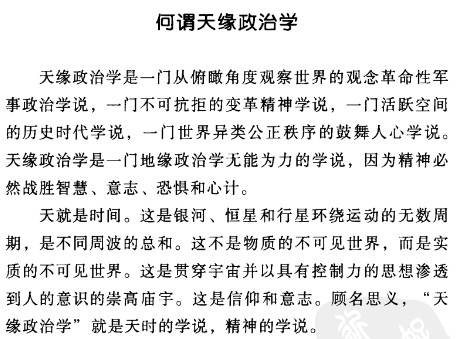 何谓天缘政治学
天缘政治学是一门从俯瞰角度观察世界的观念革命性军
事政治学说，一门不可抗拒的变革精神学说，一门活跃空间
的历史时代学说，一门世界异类公正秩序的鼓舞人心学说。
天缘政治学是一门地缘政治学无能为力的学说，因为精神必
然战胜智慧、意志、恐惧和心计。
天就是时间。这是银河、恒星和行星环绕运动的无数周
期，是不同周波的总和。这不是物质的不可见世界，而是实
质的不可见世界。这是贯穿宇宙并以具有控制力的思想渗透
到人的意识的崇高庙宇。这是信仰和意志。顾名思义，“天
缘政治学”就是天时的学说，精神的学说。